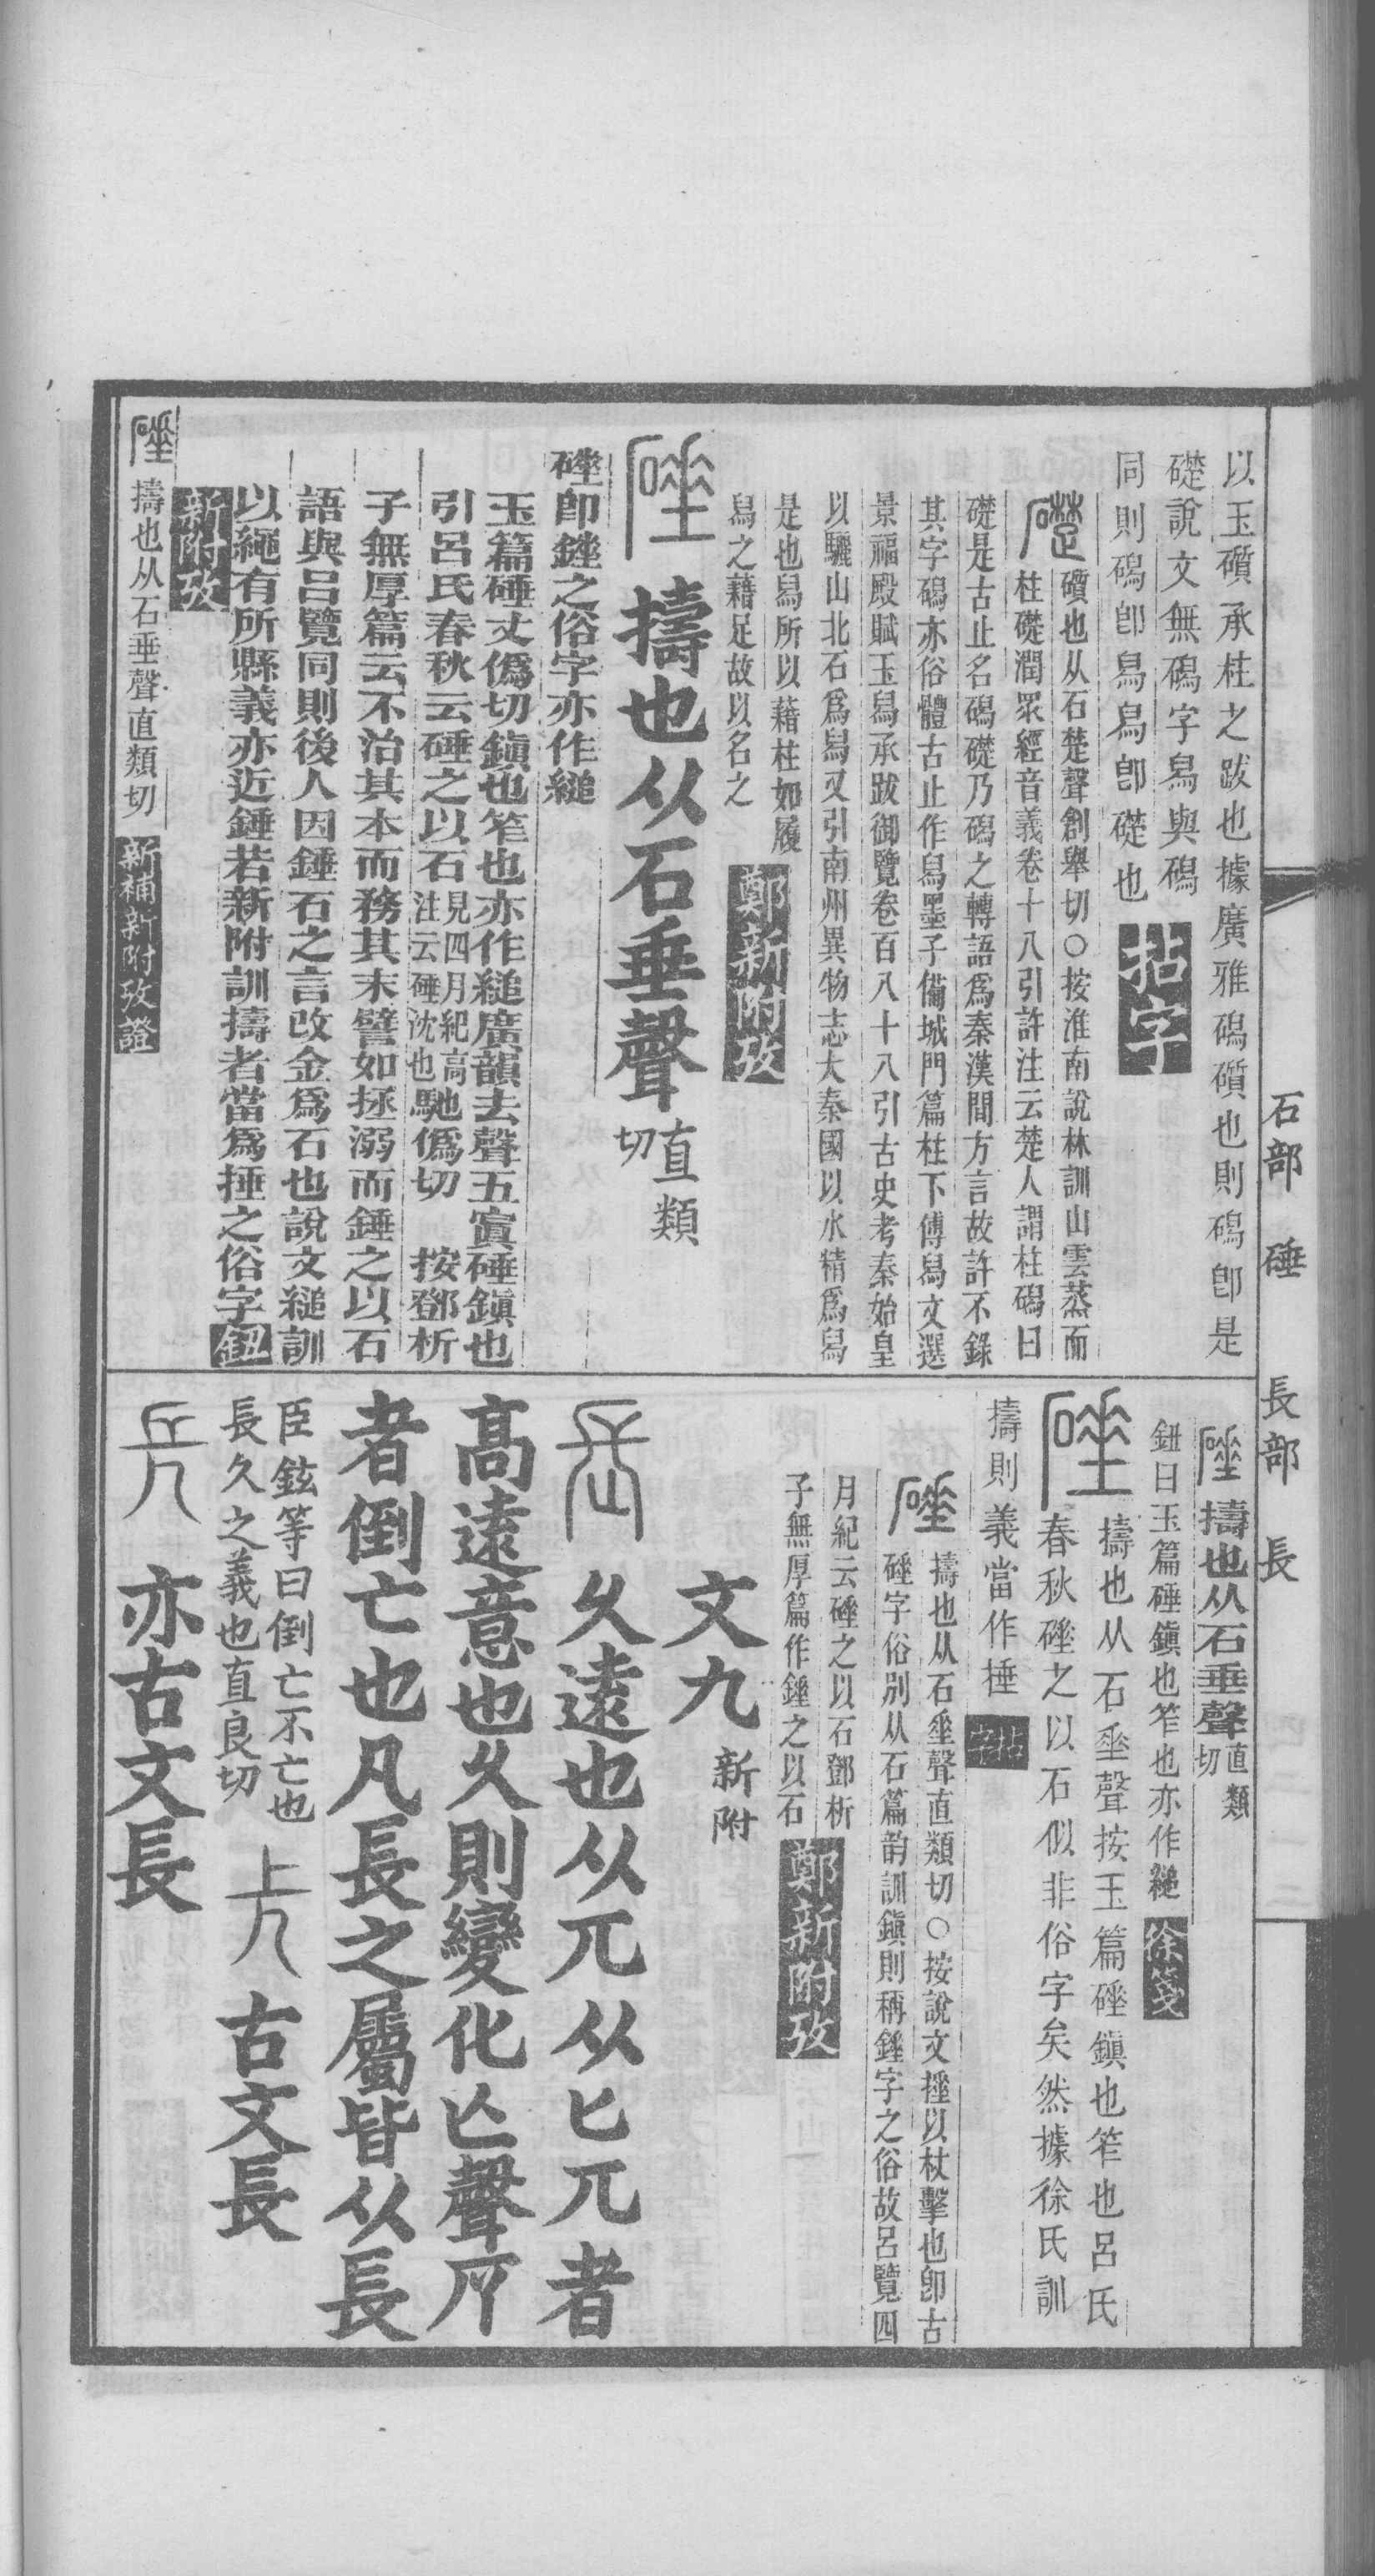 以玉礩承柱之跋也據廣雅碣礩也則碣卽是
礎說文無碣字舄與碣
同則碣卽舄舄卽礎也 拈字
礩也从石楚聲創舉切○按淮南說林訓山雲蒸而
柱礎潤眾經音義卷十八引許注云楚人謂柱碣曰
礎是古止名碣礎乃碣之轉語爲秦漢間方言故許不錄
其字碣亦俗體古止作舄墨子備城門篇柱下傅舄文選
景福殿賦玉舄承跋御覽卷百八十八引古史考秦始皇
以驪山北石爲舄又引南州異物志大秦國以水精爲舄
是也舄所以藉柱如履
舄之藉足故以名之 鄭新附攷
擣也从石垂聲 直類切
硾卽錘之俗字亦作縋
玉篇硾丈僞切鎭也笮也亦作縋廣韻去聲五寘硾鎭也
引呂氏春秋云硾之以石 見四月紀高注云硾沈也 馳僞切 按鄧析
子無厚篇云不治其本而務其末譬如拯溺而錘之以石
語與呂覽同則後人因錘石之言改金爲石也說文縋訓
以繩有所縣義亦近錘若新附訓擣者當爲捶之俗字 鈕
新附攷
擣也从石垂聲直類切 新補新附攷證
石部 硾 長部 長
擣也从石垂聲 直類切
鈕曰玉篇硾鎭也笮也亦作縋 徐箋
擣也从石垂聲按玉篇硾鎭也笮也呂氏
春秋硾之以石似非俗字矣然據徐氏訓
擣則義當作捶 拈字
擣也从石垂聲直類切○按說文捶以杖擊也卽古
硾字俗別从石篇韵訓鎭則稱錘字之俗故呂覽四
月紀云硾之以石鄧析
子無厚篇作錘之以石 鄭新附攷
文九 新附
久遠也从兀从匕兀者
高遠意也久則變化亾聲𠂆
者倒亡也凡長之屬皆从長
臣鉉等曰倒亡不亡也
長久之義也直良切
古文長
亦古文長